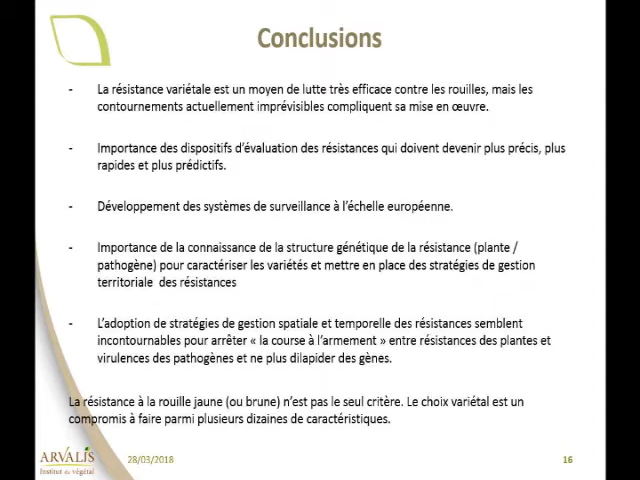 Conclusions
- La résistance variétale est un moyen de lutte très efficace contre les rouilles, mais les
contournements actuellement imprévisibles compliquent sa mise en œuvre.
- Importance des dispositifs d'évaluation des résistances qui doivent devenir plus précis, plus
rapides et plus prédictifs.
- Développement des systèmes de surveillance à l'échelle européenne.
- Importance de la connaissance de la structure génétique de la résistance (plante /
pathogène) pour caractériser les variétés et mettre en place des stratégies de gestion
territoriale des résistances
- L'adoption de stratégies de gestion spatiale et temporelle des résistances semblent
incontournables pour arrêter « la course à l'armement » entre résistances des plantes et
virulences des pathogènes et ne plus dilapider des gènes.
La résistance à la rouille jaune (ou brune) n'est pas le seul critère. Le choix variétal est un
compromis à faire parmi plusieurs dizaines de caractéristiques.
ARVALIS
Institut du végétal
28/03/2018
16